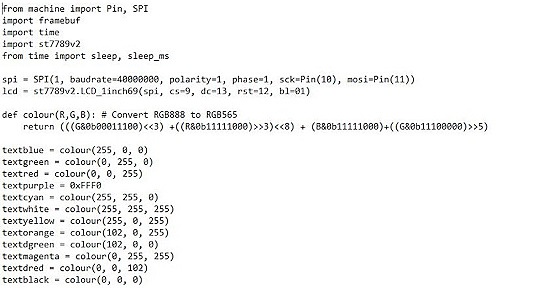 from machine import Pin, SPI
import framebuf
import time
import st7789v2
from time import sleep, sleep_ms
spi = SPI(1, baudrate=40000000, polarity=1, phase=1, sck=Pin(10), mosi=Pin(11))
lcd = st7789v2.LCD_1inch69(spi, cs=9, dc=13, rst=12, bl=01)
def colour(R,G,B): # Convert RGB888 to RGB565
    return (((G&0b00011100)<<3) +((R&0b11111000)>>3)<<8) + (B&0b11111000)+((G&0b11100000)>>5)
textblue = colour(255, 0, 0)
textgreen = colour(0, 255, 0)
textred = colour(0, 0, 255)
textpurple = 0xFFF0
textcyan = colour(255, 255, 0)
textwhite = colour(255, 255, 255)
textyellow = colour(255, 0, 255)
textorange = colour(102, 0, 255)
textdgreen = colour(102, 0, 0)
textmagenta = colour(0, 255, 255)
textdred = colour(0, 0, 102)
textblack = colour(0, 0, 0)